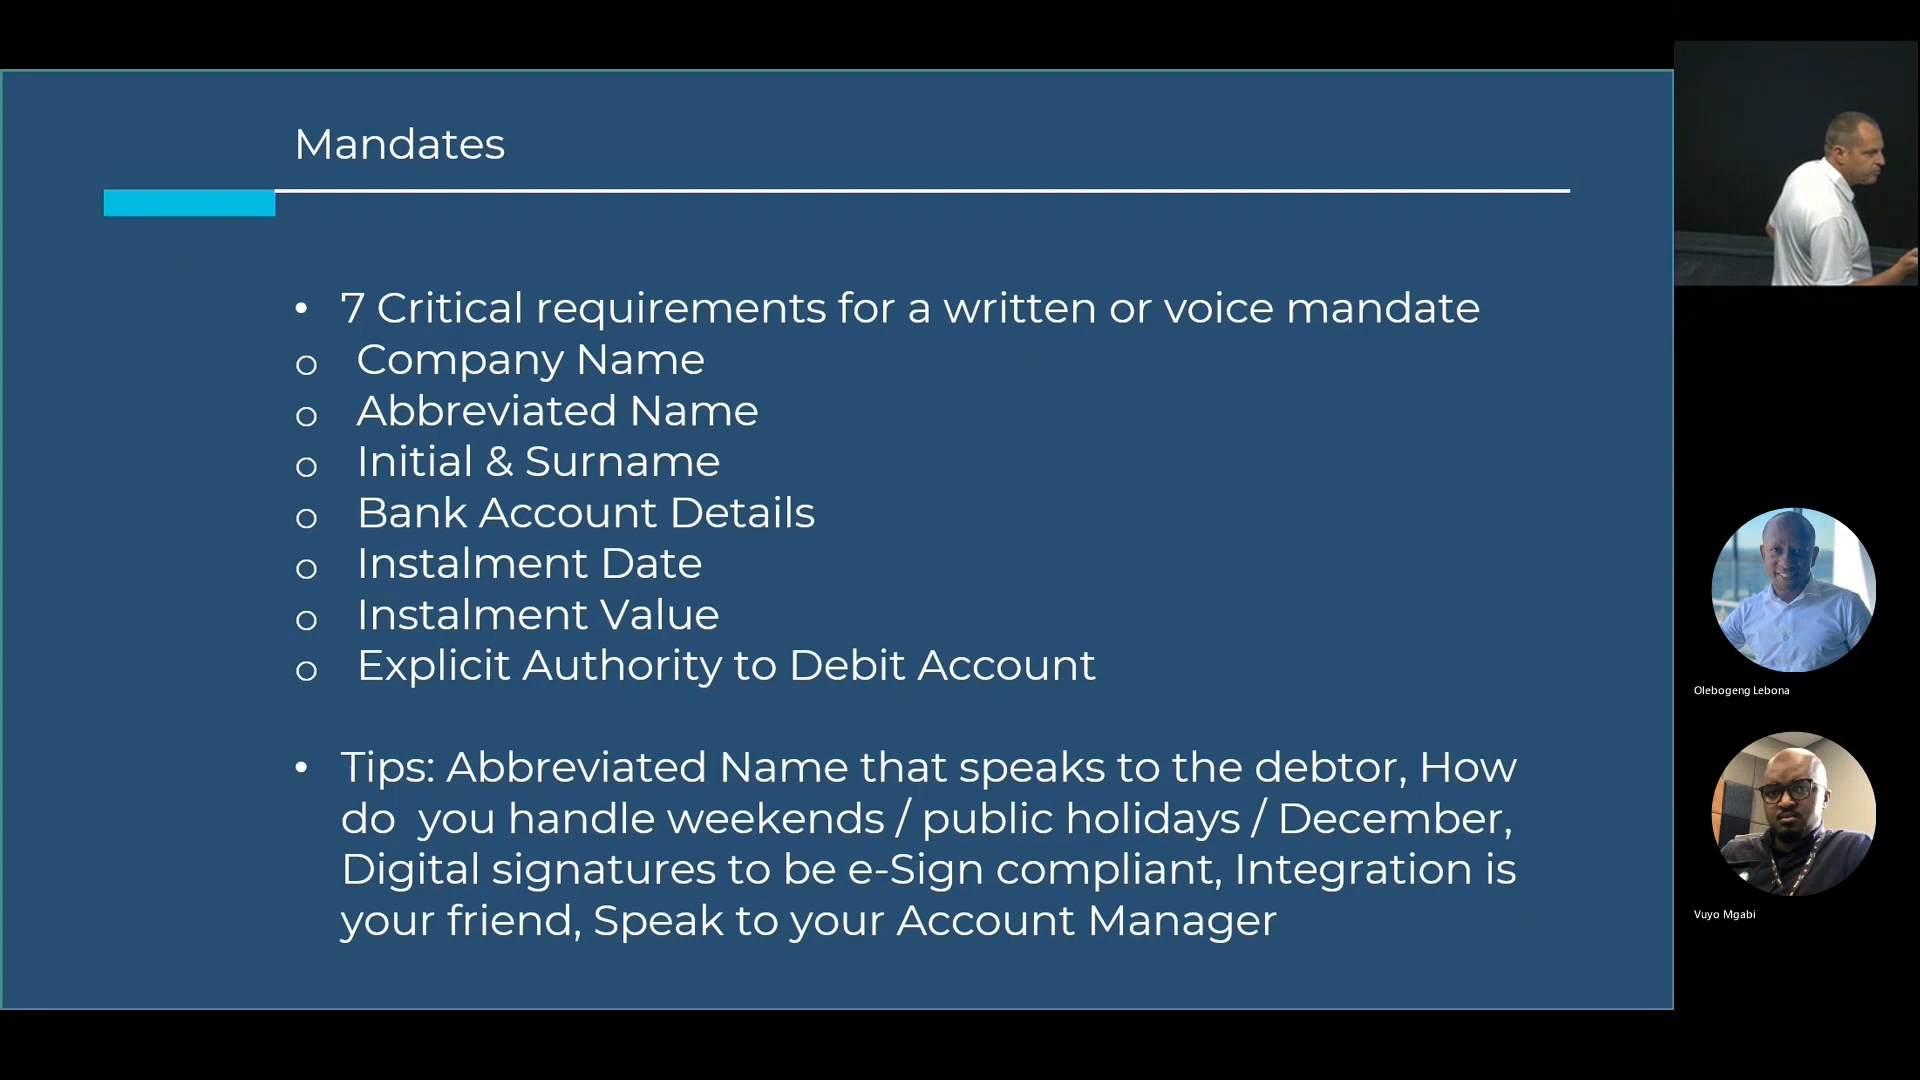 Mandates
• 7 Critical requirements for a written or voice mandate
o Company Name
o Abbreviated Name
o Initial & Surname
o Bank Account Details
o Instalment Date
o Instalment Value
o Explicit Authority to Debit Account
• Tips: Abbreviated Name that speaks to the debtor, How
do  you handle weekends / public holidays / December,
Digital signatures to be e-Sign compliant, Integration is
your friend, Speak to your Account Manager
Olebogeng Lebona
Vuyo Mgabi